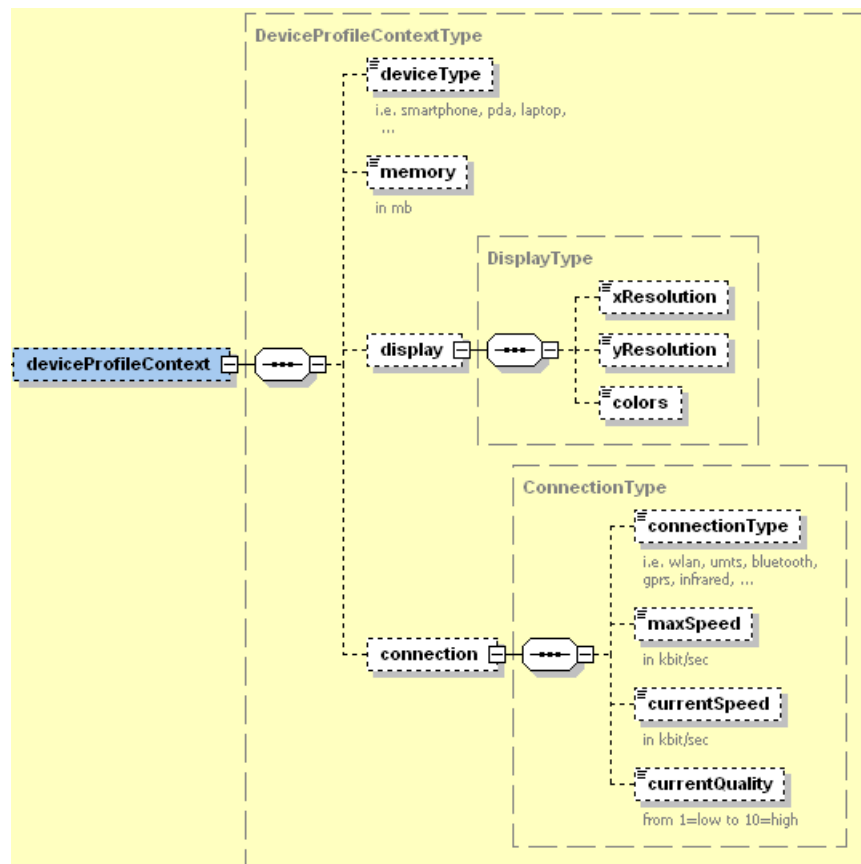 DeviceProfileContextType
deviceType
i.e. smartphone, pda, laptop,
...
memory
in mb
DisplayType
xResolution
deviceProfileContext
display
yResolution
colors
ConnectionType
connectionType
i.e. wlan, umts, bluetooth,
gprs, infrared, ...
maxSpeed
in kbit/sec
connection
currentSpeed
in kbit/sec
currentQuality
from 1=low to 10=high